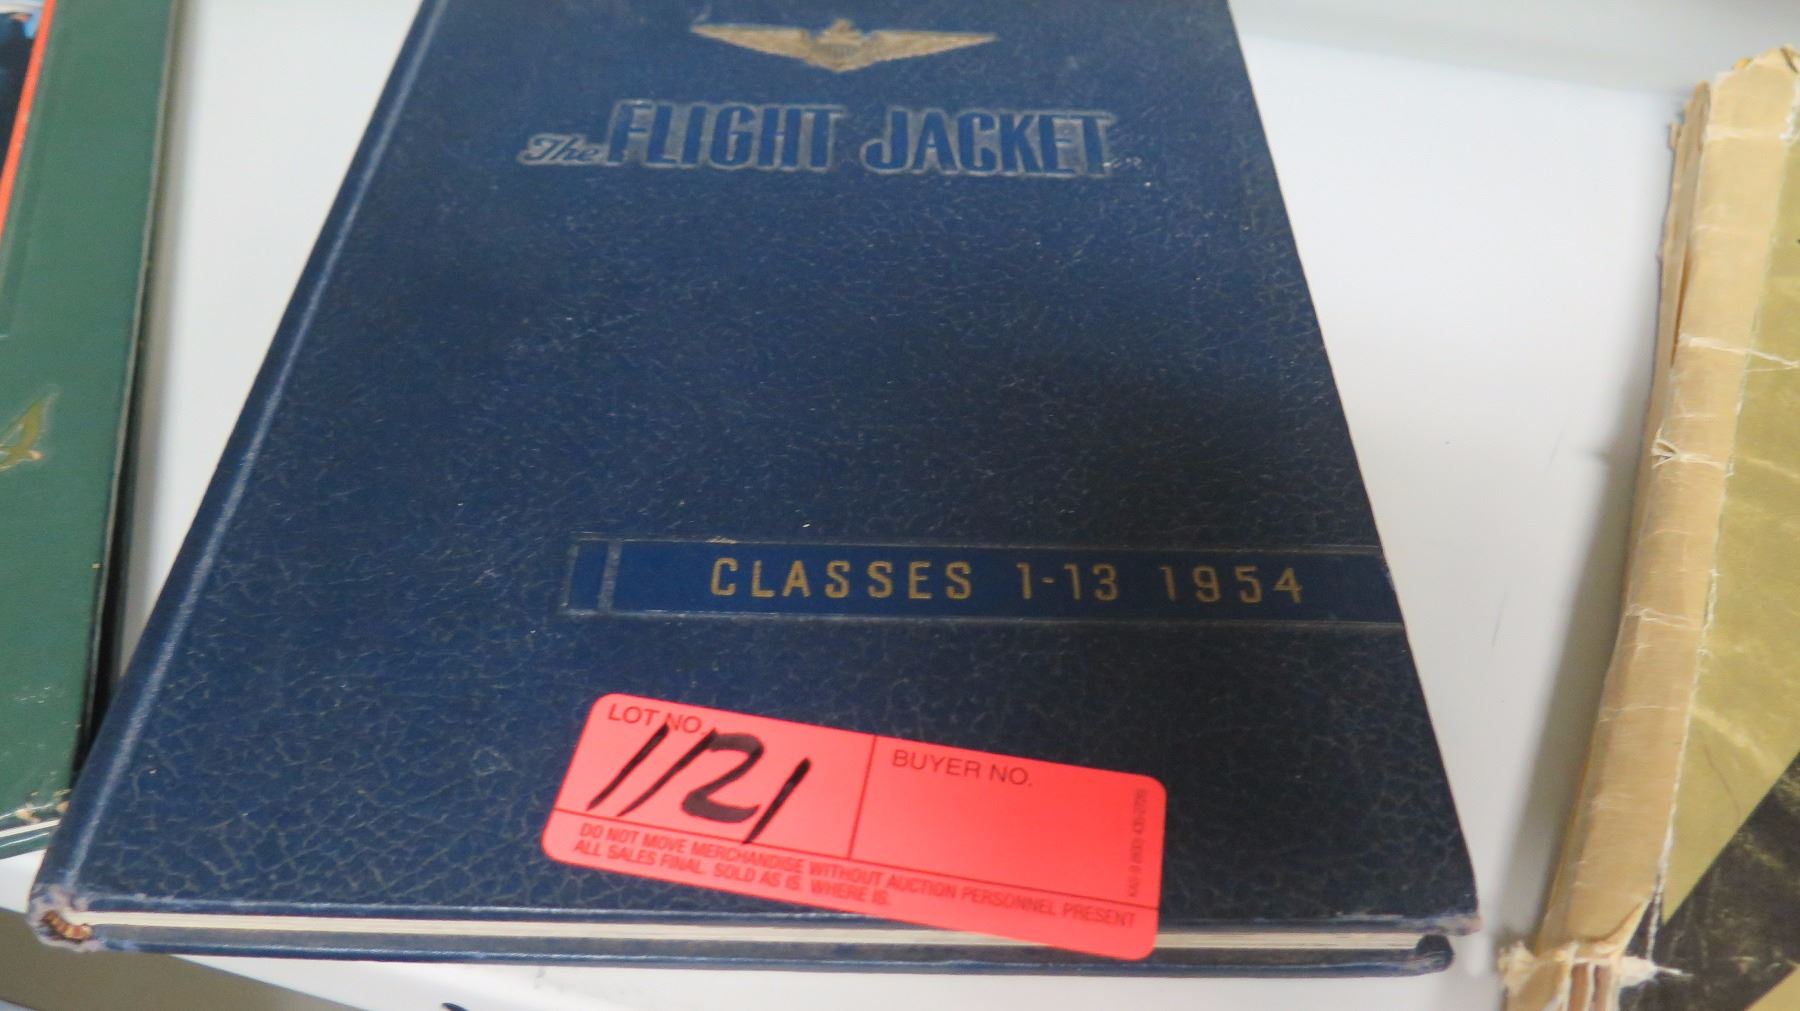 The FLIGHT JACKET
CLASSES 1-13 1954
LOT NO.
1121
BUYER NO.
DO NOT MOVE MERCHANDISE WITHOUT AUCTION PERSONNEL PRESENT
ALL SALES FINAL. SOLD AS IS. WHERE IS.